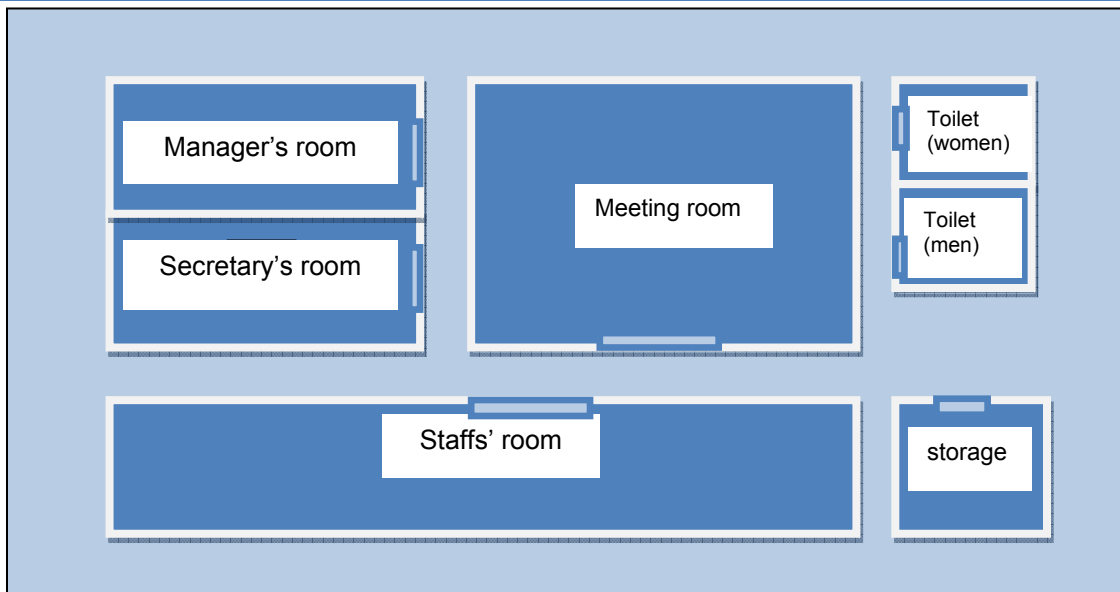 Manager’s room
Meeting room
Toilet
(women)
Secretary’s room
Toilet
(men)
Staffs’ room
storage